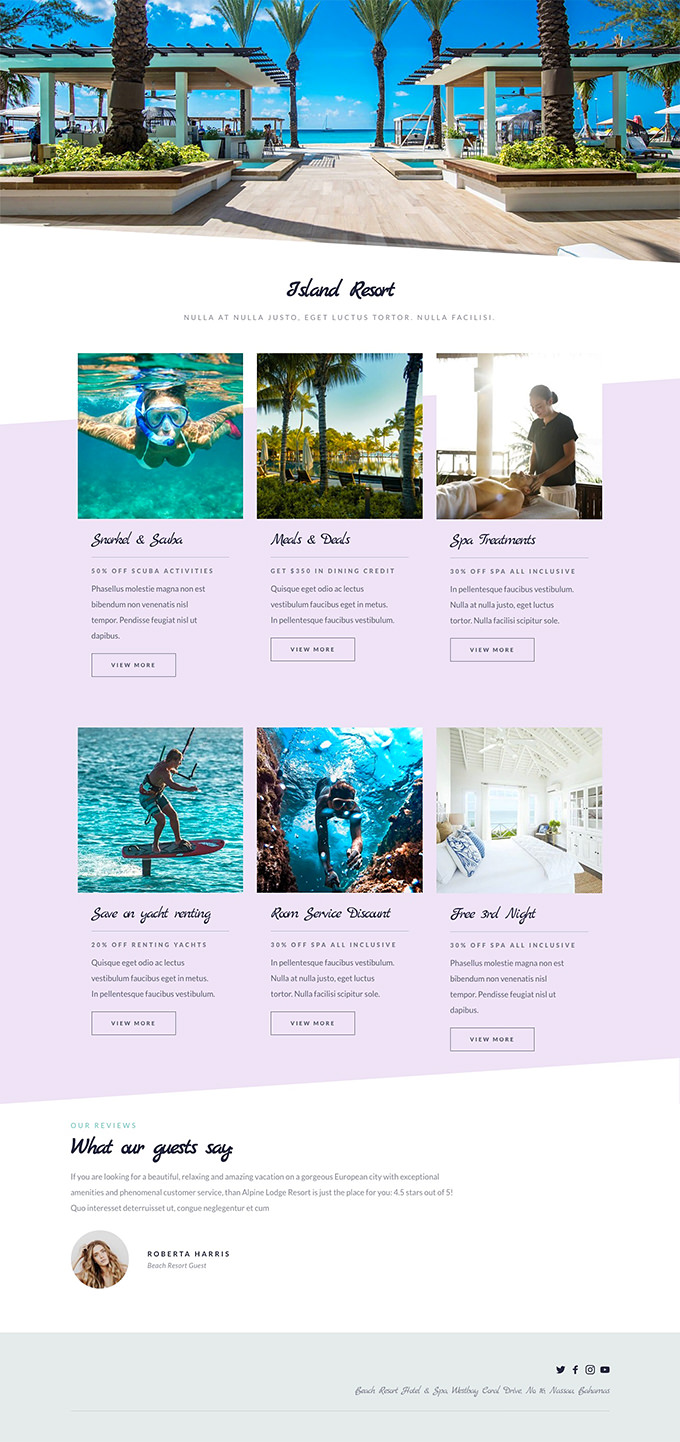 Island Resort
NULLA AT NULLA JUSTO, EGET LUCTUS TORTOR. NULLA FACILISI.
Snorkel & Scuba
50% OFF SCUBA ACTIVITIES
Phasellus molestie magna non est
bibendum non venenatis nisl
tempor. Pendisse feugiat nisl ut
dapibus.
VIEW MORE
Meals & Deals
GET $350 IN DINING CREDIT
Quisque eget odio ac lectus
vestibulum faucibus eget in metus.
In pellentesque faucibus vestibulum.
VIEW MORE
Spa Treatments
30% OFF SPA ALL INCLUSIVE
In pellentesque faucibus vestibulum.
Nulla at nulla justo, eget luctus
tortor. Nulla facilisi scipitur sole.
VIEW MORE
Save on yacht renting
20% OFF RENTING YACHTS
Quisque eget odio ac lectus
vestibulum faucibus eget in metus.
In pellentesque faucibus vestibulum.
VIEW MORE
Room Service Discount
30% OFF SPA ALL INCLUSIVE
In pellentesque faucibus vestibulum.
Nulla at nulla justo, eget luctus
tortor. Nulla facilisi scipitur sole.
VIEW MORE
Free 3rd Night
30% OFF SPA ALL INCLUSIVE
Phasellus molestie magna non est
bibendum non venenatis nisl
tempor. Pendisse feugiat nisl ut
dapibus.
VIEW MORE
OUR REVIEWS
What our guests say:
If you are looking for a beautiful, relaxing and amazing vacation on a gorgeous European city with exceptional
amenities and phenomenal customer service, than Alpine Lodge Resort is just the place for you: 4.5 stars out of 5!
Quo interesset deterruisset ut, congue neglegentur et cum
ROBERTA HARRIS
Beach Resort Guest
Beach Resort Hotel & Spa, Westbay Coral Drive, No 16, Nassau, Bahamas